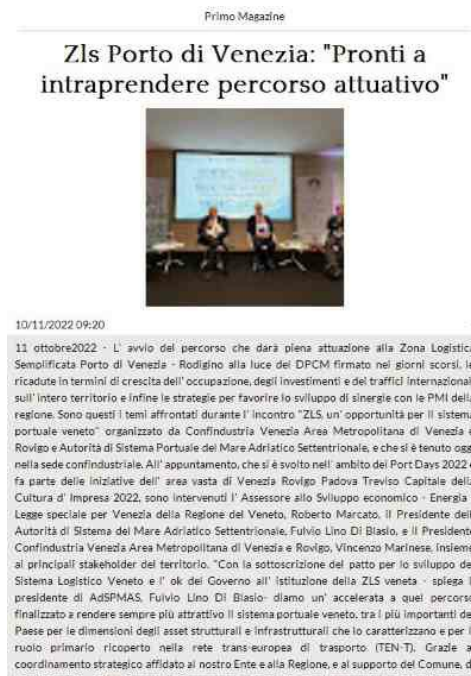 Primo Magazine
Zls Porto di Venezia: "Pronti a
intraprendere percorso attuativo"
10/11/2022 09:20
11 ottobre2022 - L' avvio del percorso che darà piena attuazione alla Zona Logistica
Semplificata Porto di Venezia - Rodigino alla luce del DPCM firmato nei giorni scorsi, le
ricadute in termini di crescita dell' occupazione, degli investimenti e dei traffici internazional
sull' intero territorio e infine le strategie per favorire lo sviluppo di sinergie con le PMI dell
regione. Sono questi i temi affrontati durante l' incontro "ZLS, un' opportunità per il sistem
portuale veneto" organizzato da Confindustria Venezia Area Metropolitana di Venezia e
Rovigo e Autorità di Sistema Portuale del Mare Adriatico Settentrionale, e che si è tenuto ogg
nella sede confindustriale. All' appuntamento, che si è svolto nell' ambito dei Port Days 2022 e
fa parte delle iniziative dell' area vasta di Venezia Rovigo Padova Treviso Capitale dell
Cultura d' Impresa 2022, sono intervenuti l' Assessore allo Sviluppo economico - Energia -
Legge speciale per Venezia della Regione del Veneto, Roberto Marcato, il Presidente dell
Autorità di Sistema del Mare Adriatico Settentrionale, Fulvio Lino Di Blasio, e il Presidente
Confindustria Venezia Area Metropolitana di Venezia e Rovigo, Vincenzo Marinese, insieme
ai principali stakeholder del territorio. "Con la sottoscrizione del patto per lo sviluppo del
Sistema Logistico Veneto e l' ok del Governo all' istituzione della ZLS veneta - spiega i
presidente di AdSPMAS, Fulvio Lino Di Blasio- diamo un' accelerata a quel percorso
finalizzato a rendere sempre più attrattivo il sistema portuale veneto, tra i più importanti del
Paese per le dimensioni degli asset strutturali e infrastrutturali che lo caratterizzano e per i
ruolo primario ricoperto nella rete trans-europea di trasporto (TEN-T). Grazie a
coordinamento strategico affidato al nostro Ente e alla Regione, e al supporto del Comune, d